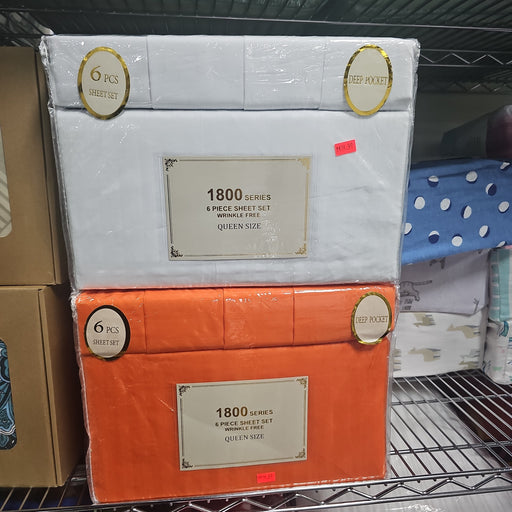 6 PCS
SHEET SET
DEEP POCKET
1800 SERIES
6 PIECE SHEET SET
WRINKLE FREE
QUEEN SIZE
6 PCS
SHEET SET
DEEP POCKET
1800 SERIES
6 PIECE SHEET SET
WRINKLE FREE
QUEEN SIZE